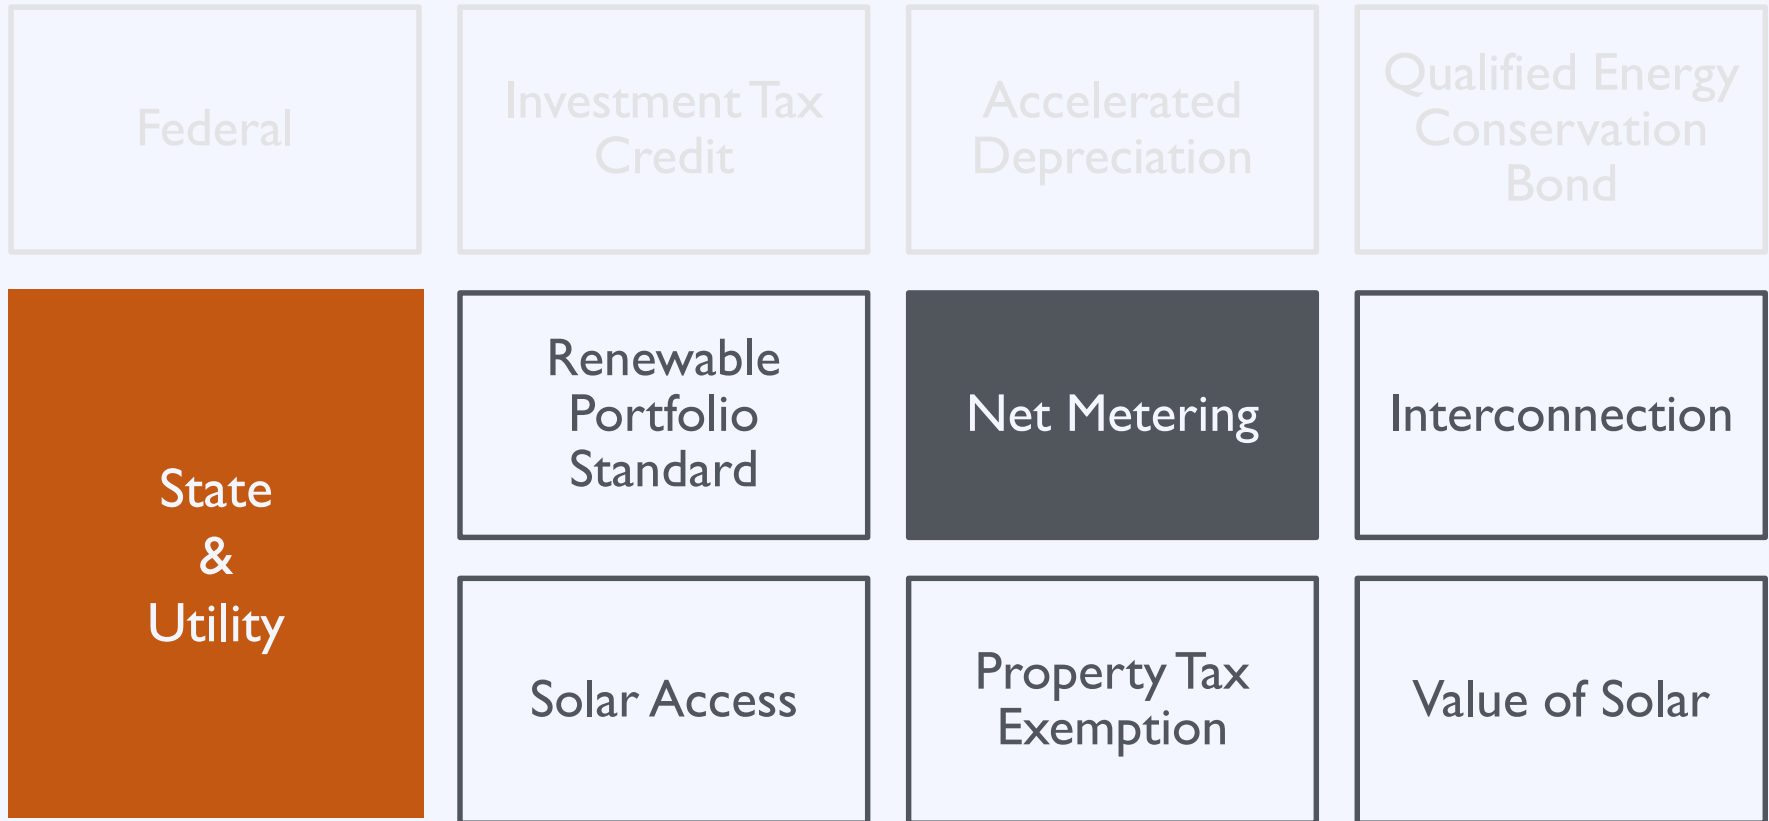 Federal
Investment Tax
Credit
Accelerated
Depreciation
Qualified Energy
Conservation
Bond
State
&
Utility
Renewable
Portfolio
Standard
Net Metering
Interconnection
Solar Access
Property Tax
Exemption
Value of Solar